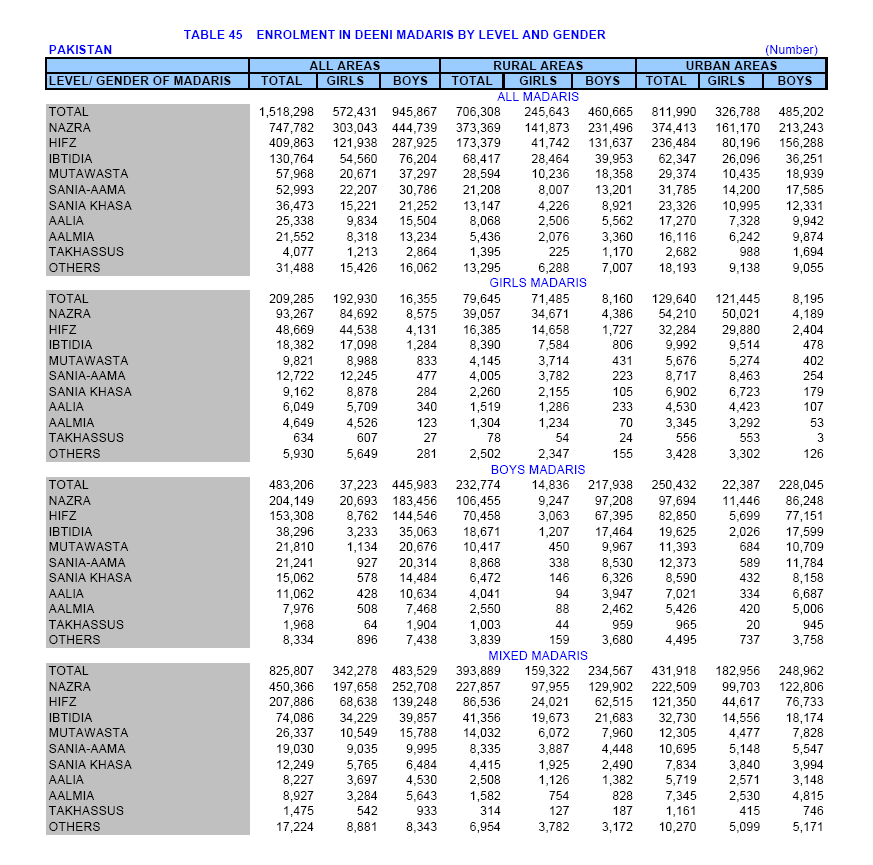 TABLE 45 ENROLMENT IN DEENI MADARIS BY LEVEL AND GENDER
PAKISTAN (Number)
ALL AREAS RURAL AREAS URBAN AREAS
LEVEL/ GENDER OF MADARIS TOTAL GIRLS BOYS TOTAL GIRLS BOYS TOTAL GIRLS BOYS
ALL MADARIS
TOTAL 1,518,298 572,431 945,867 706,308 245,643 460,665 811,990 326,788 485,202
NAZRA 747,782 303,043 444,739 373,369 141,873 231,496 374,413 161,170 213,243
HIFZ 409,863 121,938 287,925 173,379 41,742 131,637 236,484 80,196 156,288
IBTIDIA 130,764 54,560 76,204 68,417 28,464 39,953 62,347 26,096 36,251
MUTAWASTA 57,968 20,671 37,297 28,594 10,236 18,358 29,374 10,435 18,939
SANIA-AAMA 52,993 22,207 30,786 21,208 8,007 13,201 31,785 14,200 17,585
SANIA KHASA 36,473 15,221 21,252 13,147 4,226 8,921 23,326 10,995 12,331
AALIA 25,338 9,834 15,504 8,068 2,506 5,562 17,270 7,328 9,942
AALMIA 21,552 8,318 13,234 5,436 2,076 3,360 16,116 6,242 9,874
TAKHASSUS 4,077 1,213 2,864 1,395 225 1,170 2,682 988 1,694
OTHERS 31,488 15,426 16,062 13,295 6,288 7,007 18,193 9,138 9,055
GIRLS MADARIS
TOTAL 209,285 192,930 16,355 79,645 71,485 8,160 129,640 121,445 8,195
NAZRA 93,267 84,692 8,575 39,057 34,671 4,386 54,210 50,021 4,189
HIFZ 48,669 44,538 4,131 16,385 14,658 1,727 32,284 29,880 2,404
IBTIDIA 18,382 17,098 1,284 8,390 7,584 806 9,992 9,514 478
MUTAWASTA 9,821 8,988 833 4,145 3,714 431 5,676 5,274 402
SANIA-AAMA 12,722 12,245 477 4,005 3,782 223 8,717 8,463 254
SANIA KHASA 9,162 8,878 284 2,260 2,155 105 6,902 6,723 179
AALIA 6,049 5,709 340 1,519 1,286 233 4,530 4,423 107
AALMIA 4,649 4,526 123 1,304 1,234 70 3,345 3,292 53
TAKHASSUS 634 607 27 78 54 24 556 553 3
OTHERS 5,930 5,649 281 2,502 2,347 155 3,428 3,302 126
BOYS MADARIS
TOTAL 483,206 37,223 445,983 232,774 14,836 217,938 250,432 22,387 228,045
NAZRA 204,149 20,693 183,456 106,455 9,247 97,208 97,694 11,446 86,248
HIFZ 153,308 8,762 144,546 70,458 3,063 67,395 82,850 5,699 77,151
IBTIDIA 38,296 3,233 35,063 18,671 1,207 17,464 19,625 2,026 17,599
MUTAWASTA 21,810 1,134 20,676 10,417 450 9,967 11,393 684 10,709
SANIA-AAMA 21,241 927 20,314 8,868 338 8,530 12,373 589 11,784
SANIA KHASA 15,062 578 14,484 6,472 146 6,326 8,590 432 8,158
AALIA 11,062 428 10,634 4,041 94 3,947 7,021 334 6,687
AALMIA 7,976 508 7,468 2,550 88 2,462 5,426 420 5,006
TAKHASSUS 1,968 64 1,904 1,003 44 959 965 20 945
OTHERS 8,334 896 7,438 3,839 159 3,680 4,495 737 3,758
MIXED MADARIS
TOTAL 825,807 342,278 483,529 393,889 159,322 234,567 431,918 182,956 248,962
NAZRA 450,366 197,658 252,708 227,857 97,955 129,902 222,509 99,703 122,806
HIFZ 207,886 68,638 139,248 86,536 24,021 62,515 121,350 44,617 76,733
IBTIDIA 74,086 34,229 39,857 41,356 19,673 21,683 32,730 14,556 18,174
MUTAWASTA 26,337 10,549 15,788 14,032 6,072 7,960 12,305 4,477 7,828
SANIA-AAMA 19,030 9,035 9,995 8,335 3,887 4,448 10,695 5,148 5,547
SANIA KHASA 12,249 5,765 6,484 4,415 1,925 2,490 7,834 3,840 3,994
AALIA 8,227 3,697 4,530 2,508 1,126 1,382 5,719 2,571 3,148
AALMIA 8,927 3,284 5,643 1,582 754 828 7,345 2,530 4,815
TAKHASSUS 1,475 542 933 314 127 187 1,161 415 746
OTHERS 17,224 8,881 8,343 6,954 3,782 3,172 10,270 5,099 5,171